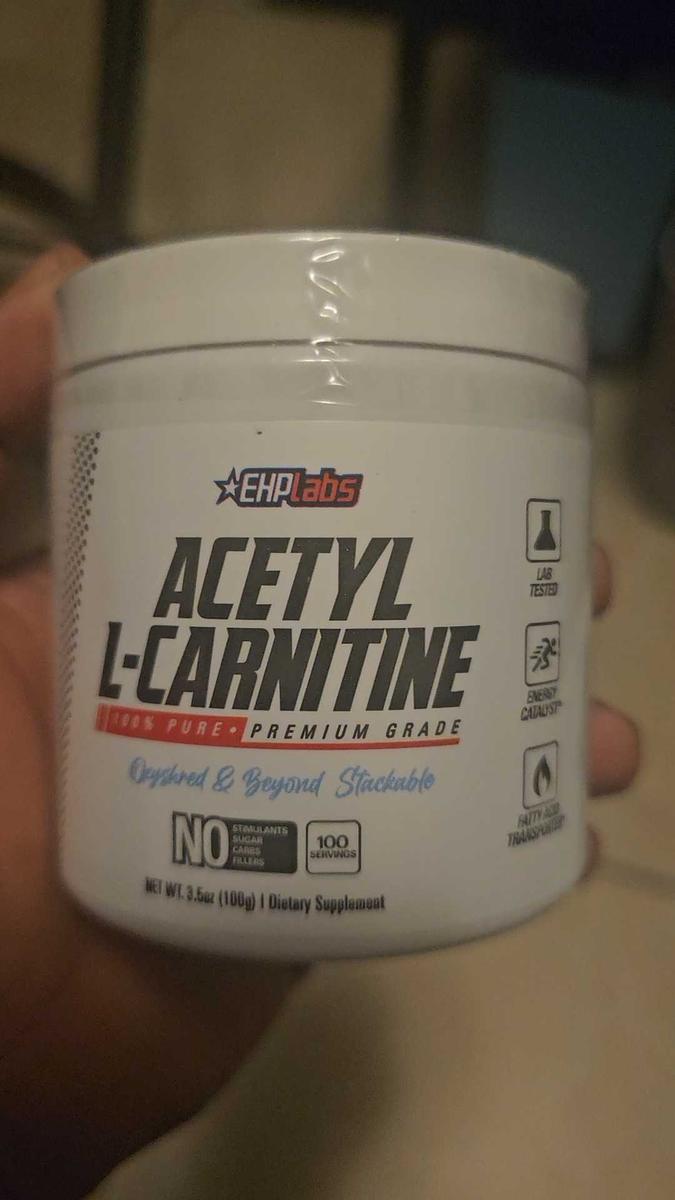 EHPLabs
ACETYL
L-CARNITINE
100% PURE • PREMIUM GRADE
Oxyshred & Beyond Stackable
NO
STIMULANTS
SUGAR
CARBS
FILLERS
100
SERVINGS
NET WT. 3.5oz (100g) | Dietary Supplement
LAB
TESTED
ENERGY
CATALYST*
FATTY ACID
TRANSPORTER*